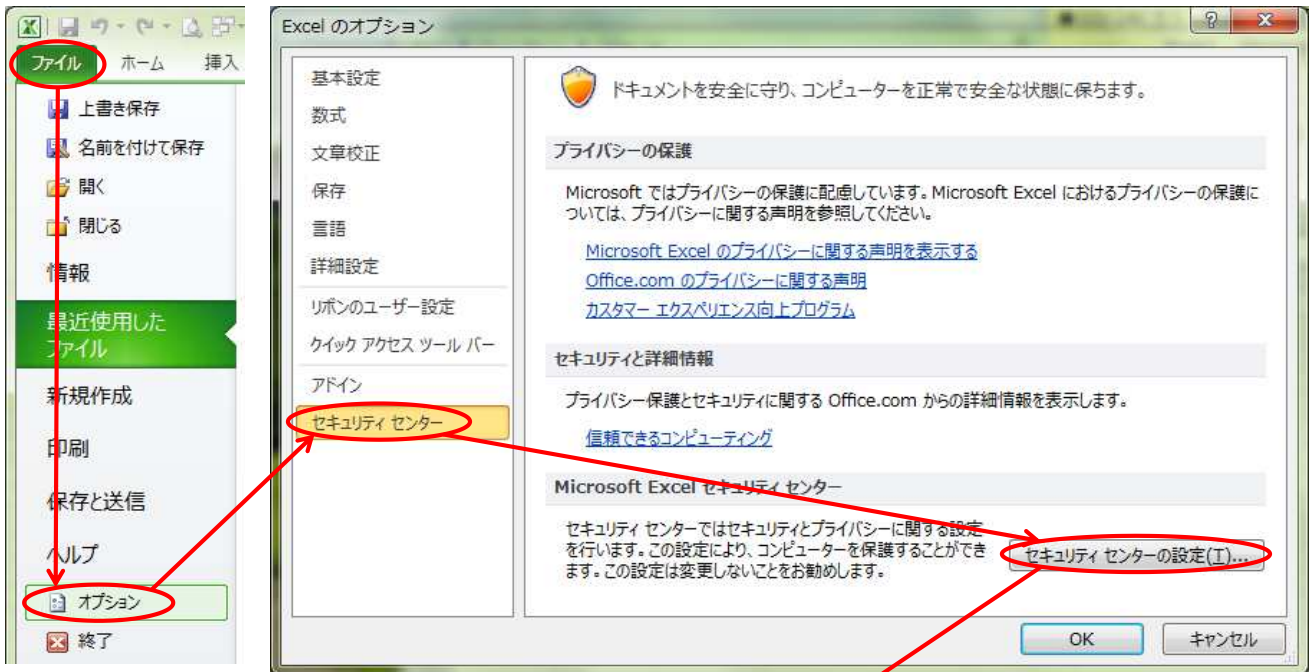 ファイル ホーム 挿入
上書き保存
名前を付けて保存
開く
閉じる
情報
最近使用した
ファイル
新規作成
印刷
保存と送信
ヘルプ
オプション
終了
Excel のオプション
基本設定
数式
文章校正
保存
言語
詳細設定
リボンのユーザー設定
クイック アクセス ツール バー
アドイン
セキュリティ センター
ドキュメントを安全に守り、コンピューターを正常で安全な状態に保ちます。
プライバシーの保護
Microsoft ではプライバシーの保護に配慮しています。Microsoft Excel におけるプライバシーの保護に
ついては、プライバシーに関する声明を参照してください。
Microsoft Excel のプライバシーに関する声明を表示する
Office.com のプライバシーに関する声明
カスタマー エクスペリエンス向上プログラム
セキュリティと詳細情報
プライバシー保護とセキュリティに関する Office.com からの詳細情報を表示します。
信頼できるコンピューティング
Microsoft Excel セキュリティ センター
セキュリティ センターではセキュリティとプライバシーに関する設定
を行います。この設定により、コンピューターを保護することができ
ます。この設定は変更しないことをお勧めします。
セキュリティ センターの設定(T)...
OK キャンセル